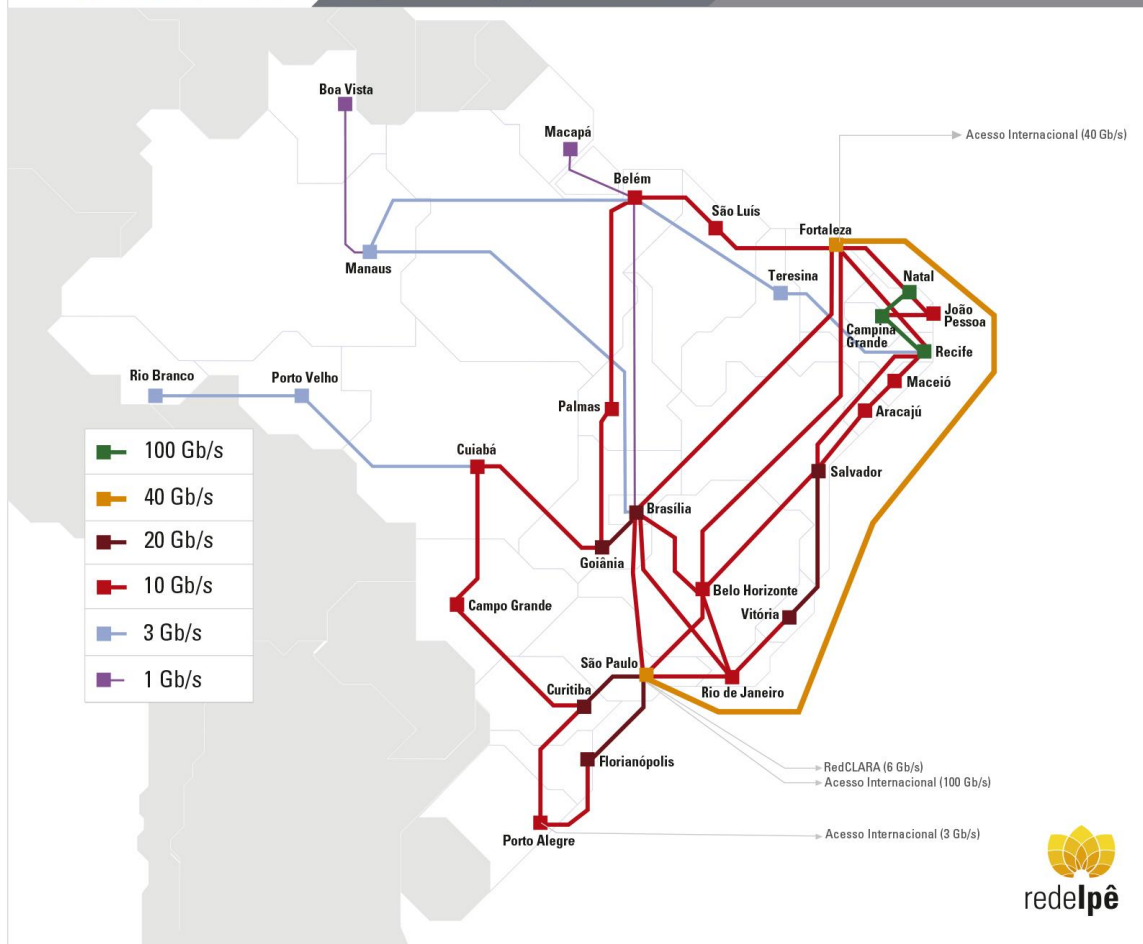 Boa Vista
Macapá
Acesso Internacional (40 Gb/s)
Belém
São Luís
Fortaleza
Manaus
Teresina
Natal
João
Pessoa
Campina
Grande
Recife
Rio Branco
Porto Velho
Maceió
Palmas
Aracajú
Cuiabá
100 Gb/s
Salvador
40 Gb/s
Brasília
20 Gb/s
Goiânia
10 Gb/s
Belo Horizonte
Campo Grande
Vitória
3 Gb/s
São Paulo
1 Gb/s
Curitiba
Rio de Janeiro
Florianópolis
RedCLARA (6 Gb/s)
Acesso Internacional (100 Gb/s)
Porto Alegre
Acesso Internacional (3 Gb/s)
redeIpê